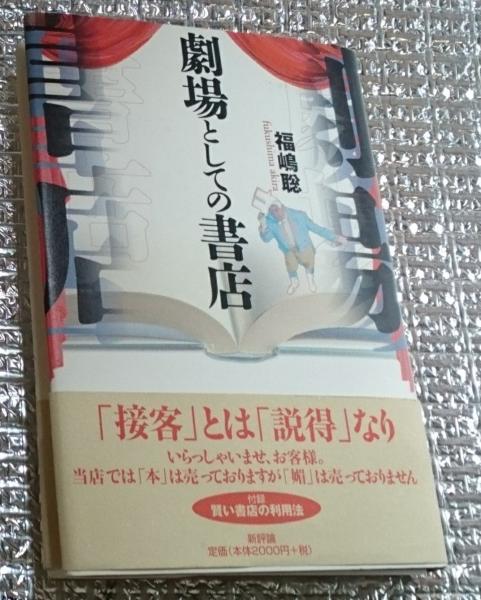 劇場としての書店
福嶋聡
fukushima akira
「接客」とは「説得」なり
いらっしゃいませ、お客様。
当店では「本」は売っておりますが「媚」は売っておりません
付録
賢い書店の利用法
新評論
定価(本体2000円+税)